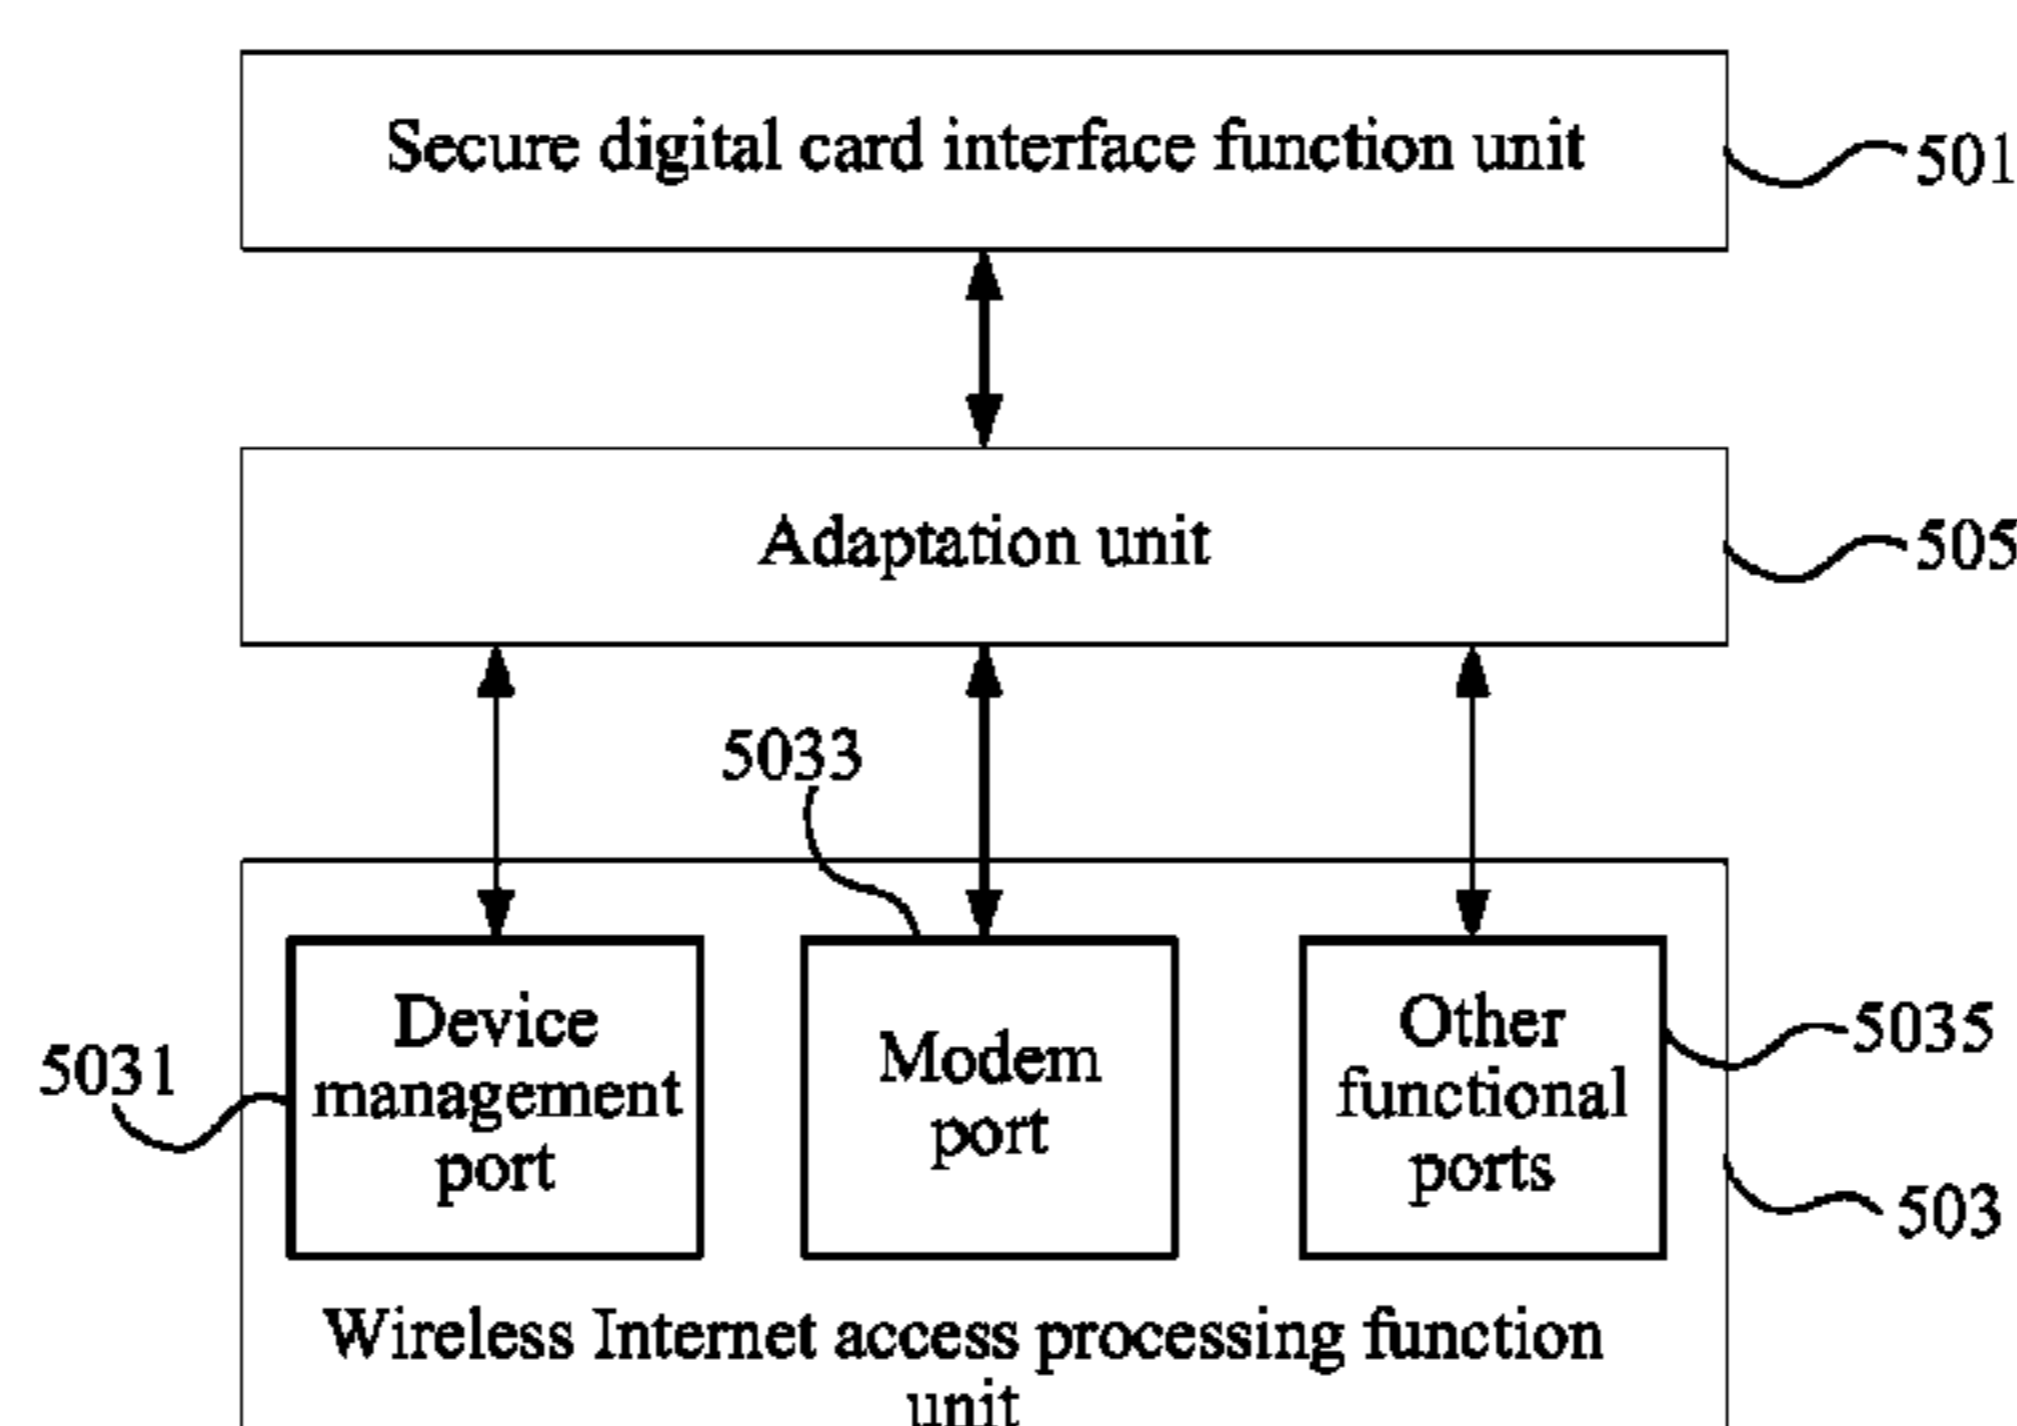 Secure digital card interface function unit
501
Adaptation unit
505
5033
Device
management
port
5031
Modem
port
Other
functional
ports
5035
503
Wireless Internet access processing function
unit